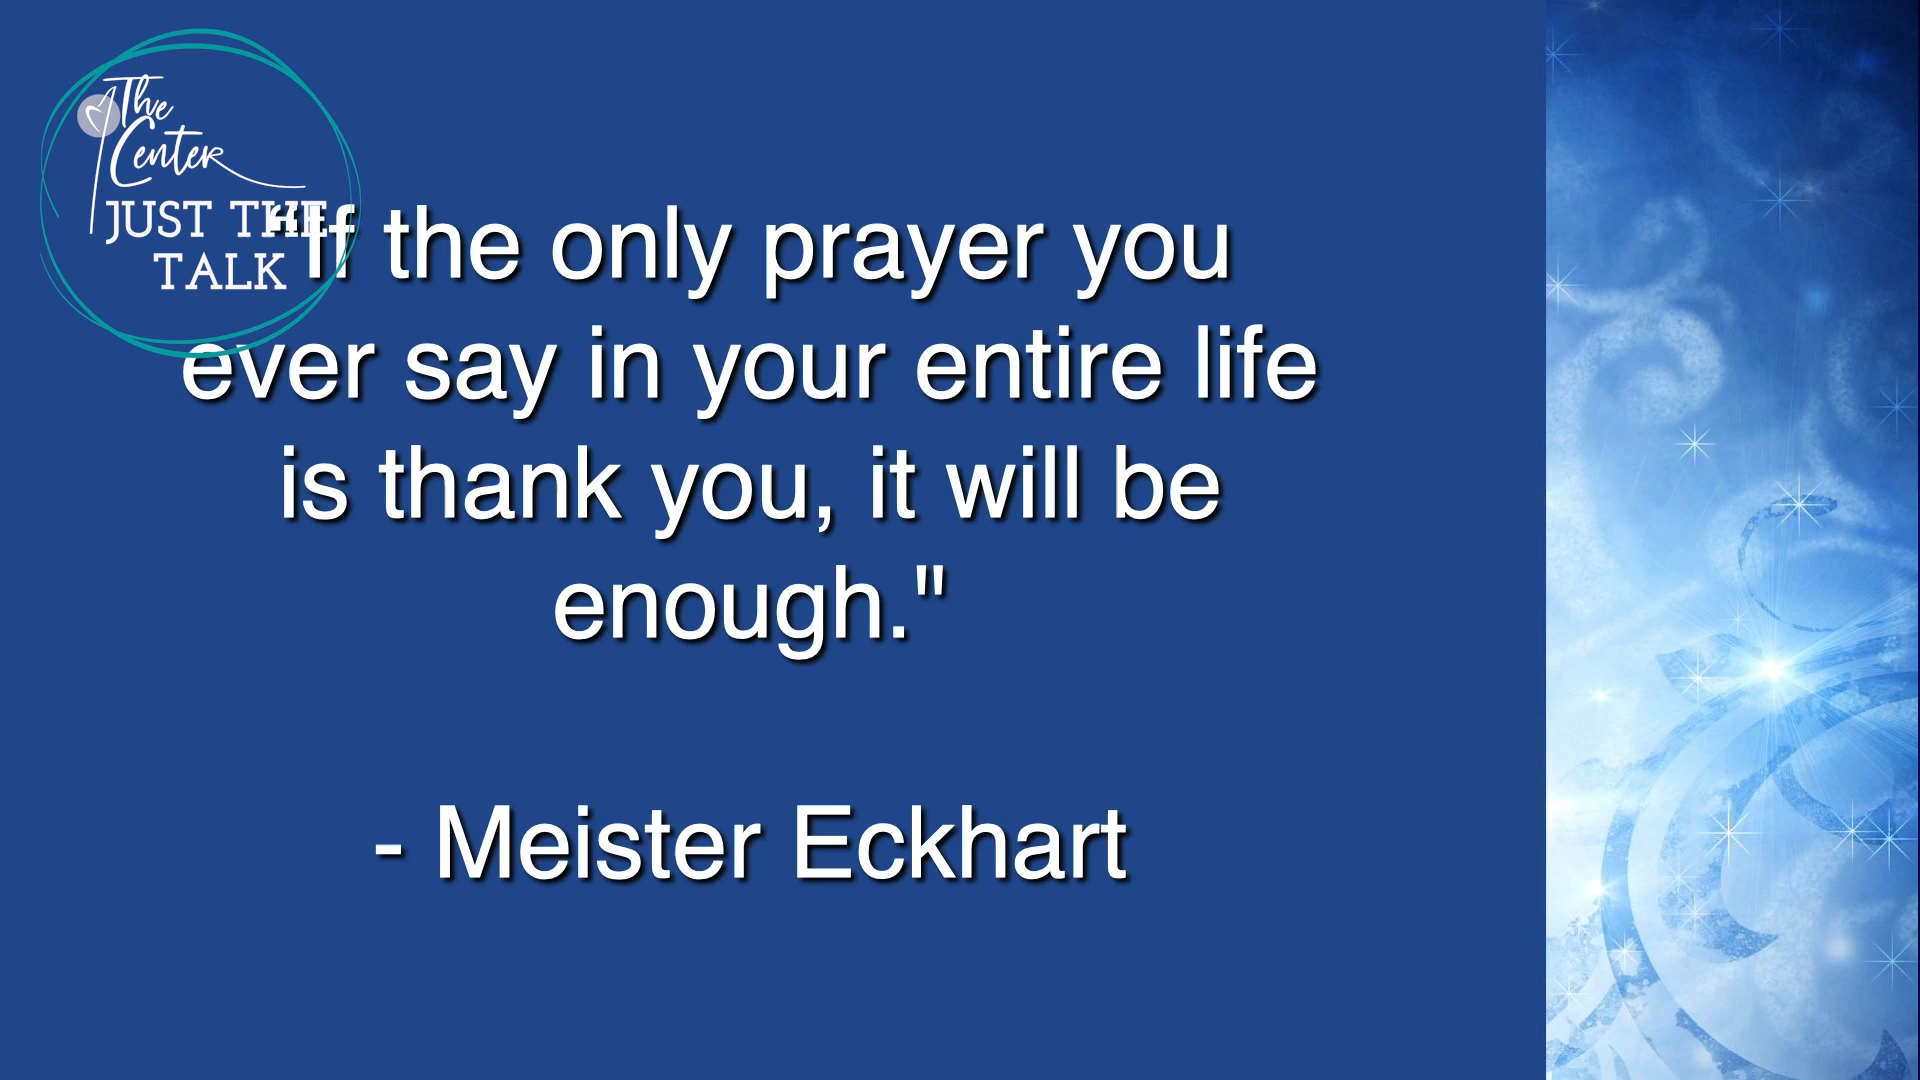 The
Center
JUST THE
TALK
“If the only prayer you
ever say in your entire life
is thank you, it will be
enough."
- Meister Eckhart